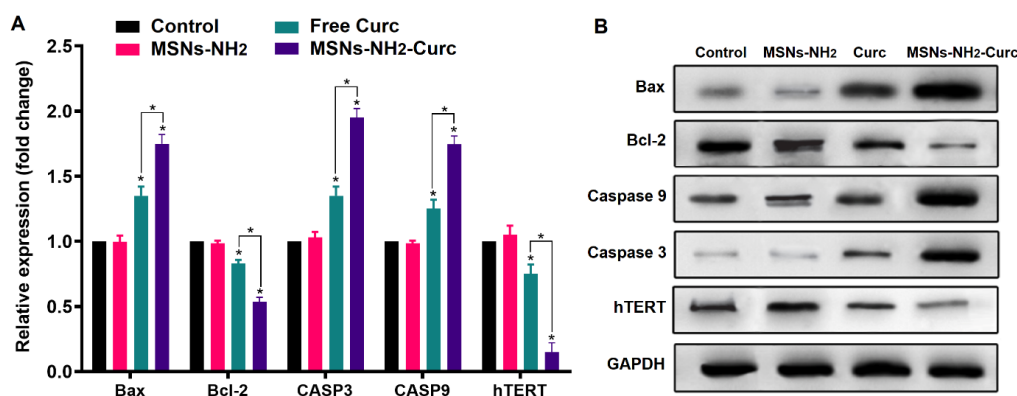 A
Control
Free Curc
MSNs-NH2
MSNs-NH2-Curc
Relative expression (fold change)
2.5
2.0
1.5
1.0
0.5
0.0
* * * * * * * * * * * * * * *
Bax Bcl-2 CASP3 CASP9 hTERT
B
Control MSNs-NH2 Curc MSNs-NH2-Curc
Bax
Bcl-2
Caspase 9
Caspase 3
hTERT
GAPDH